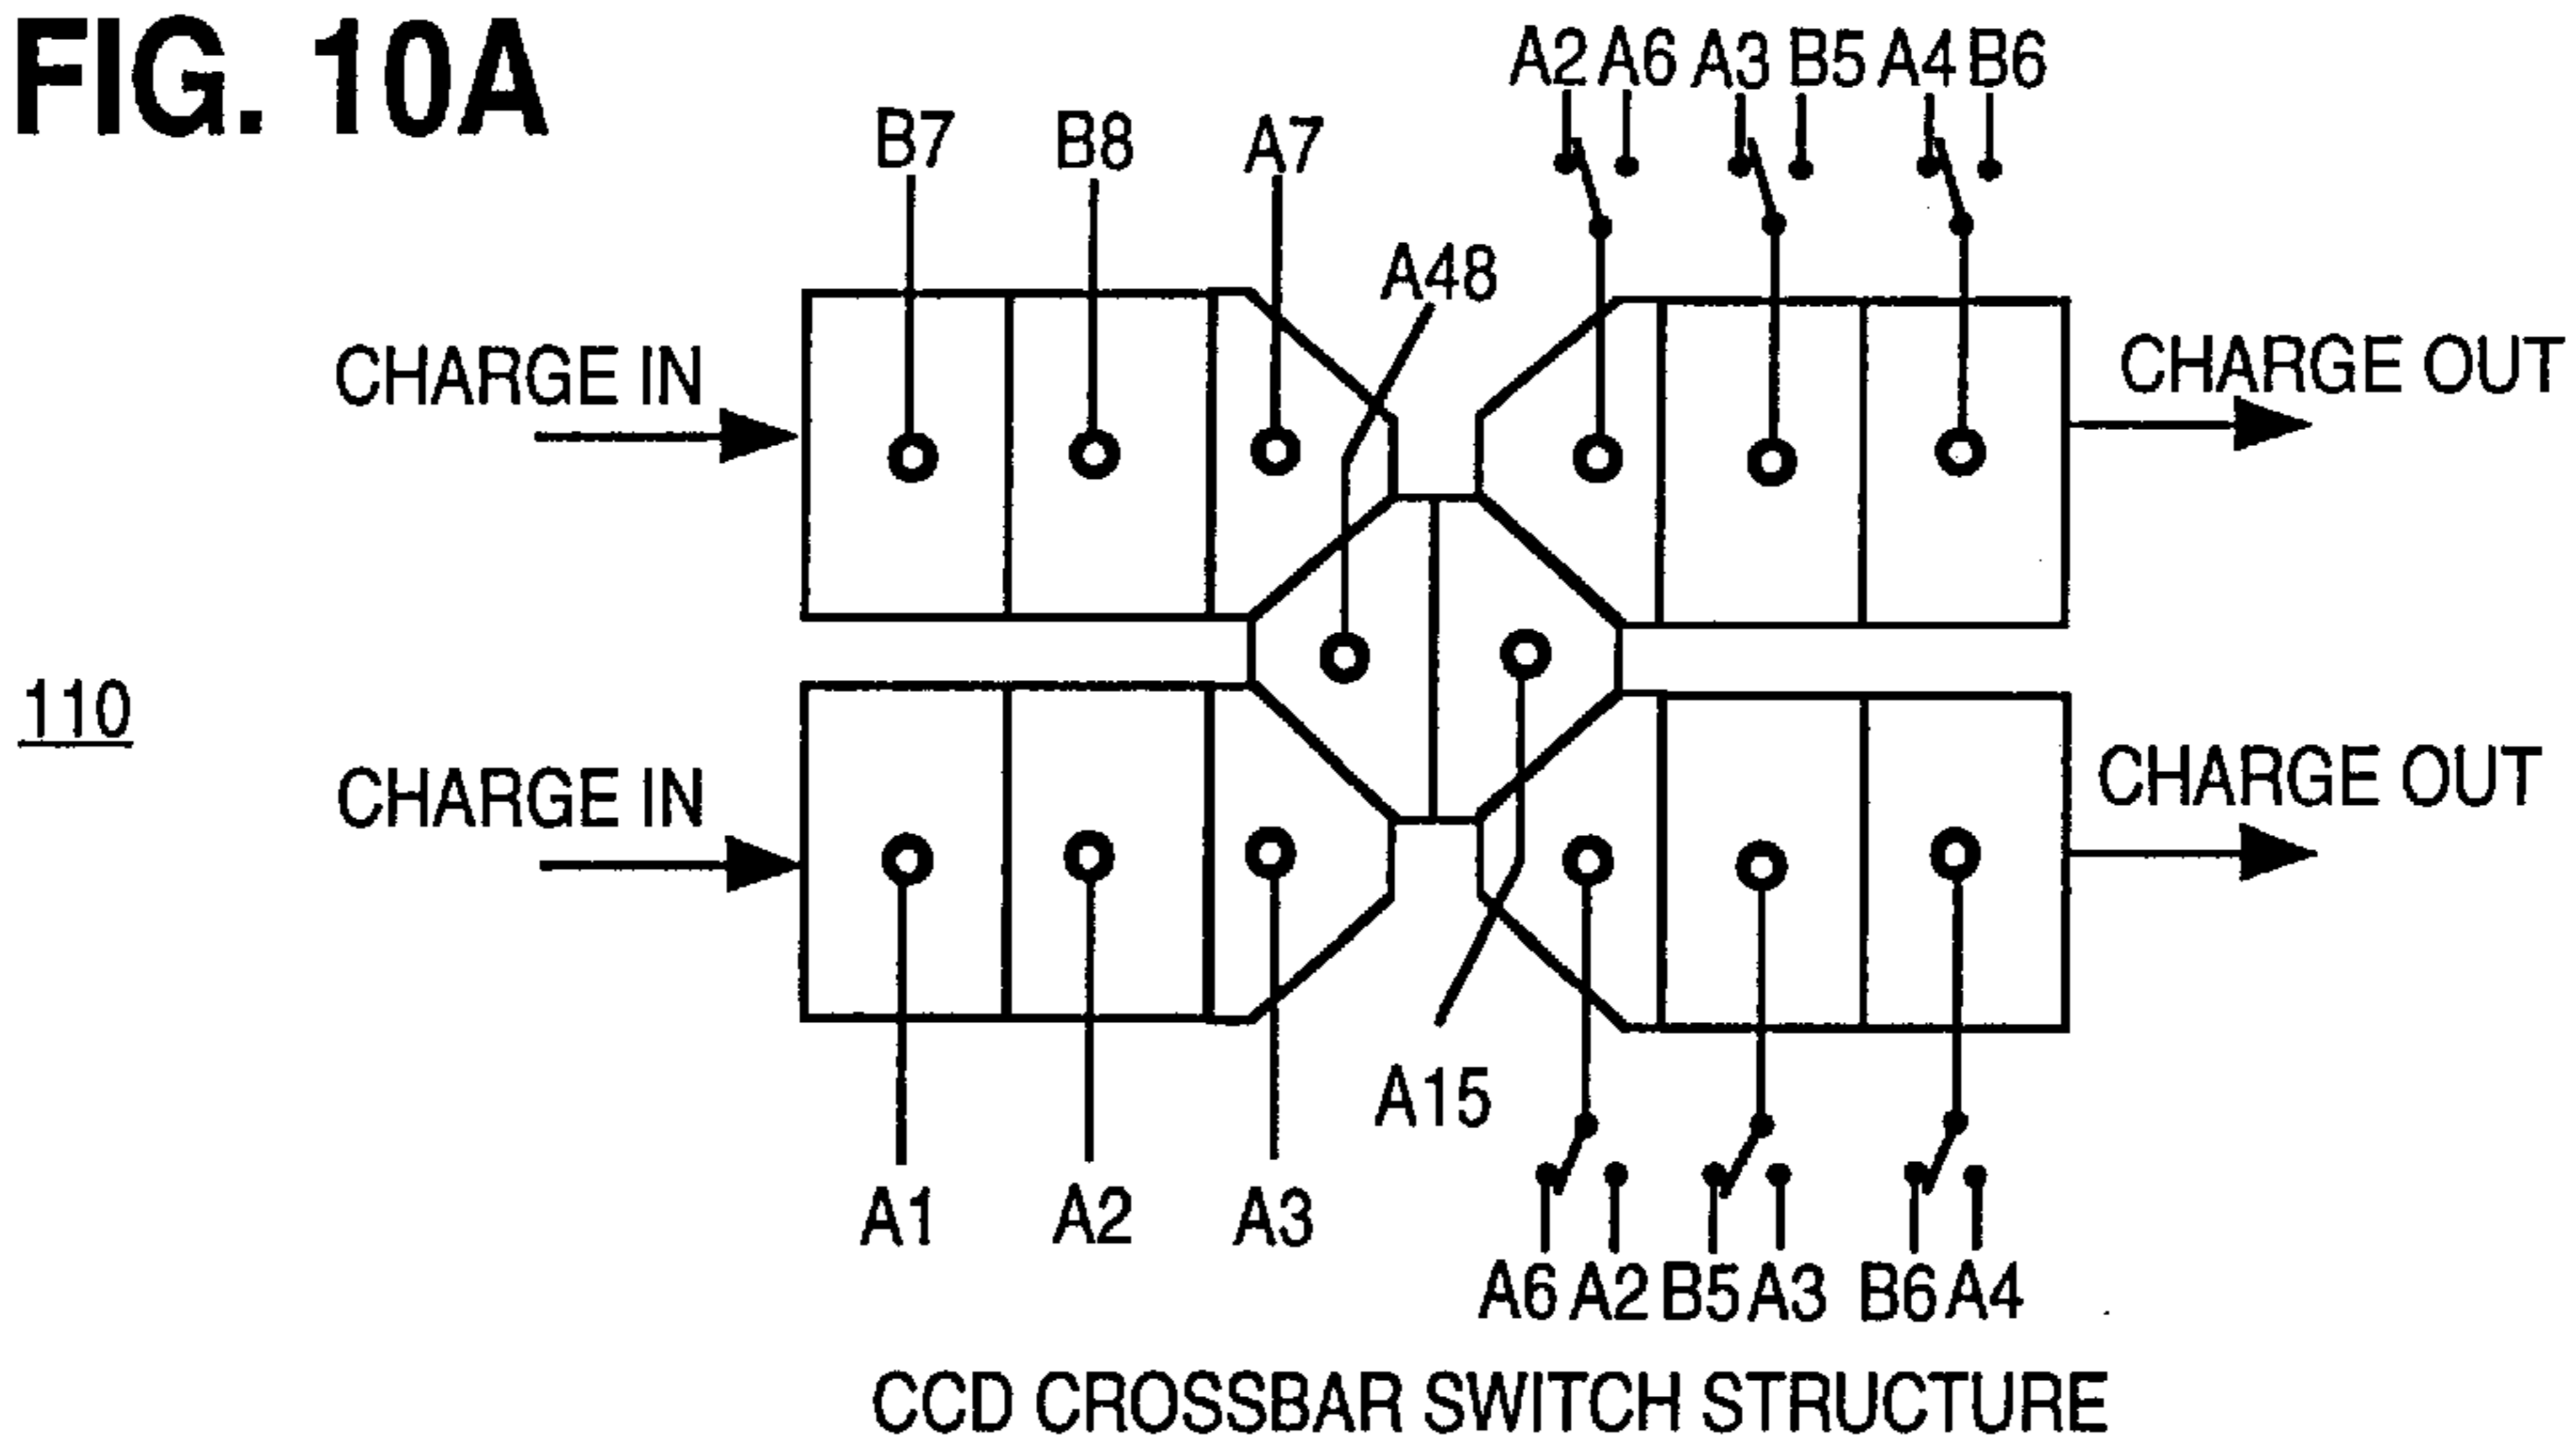 FIG. 10A
A2 A6 A3 B5 A4 B6
B7 B8 A7
A48
CHARGE IN
CHARGE OUT
110
CHARGE IN
CHARGE OUT
A15
A1 A2 A3
A6 A2 B5 A3 B6 A4
CCD CROSSBAR SWITCH STRUCTURE